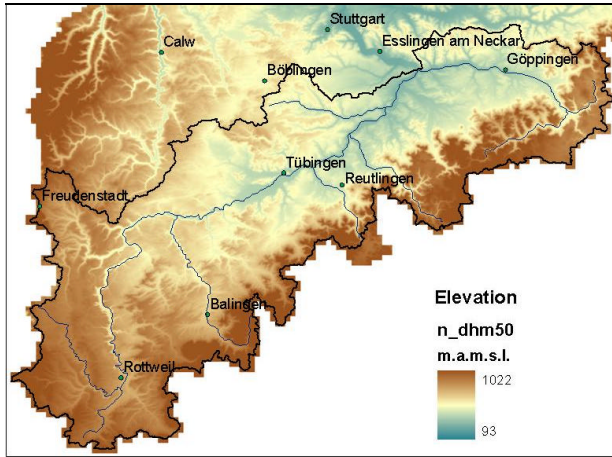 Stuttgart
Calw
Esslingen am Neckar
Göppingen
Böblingen
Tübingen
Reutlingen
Freudenstadt
Balingen
Rottweil
Elevation
n_dhm50
m.a.m.s.l.
1022
93